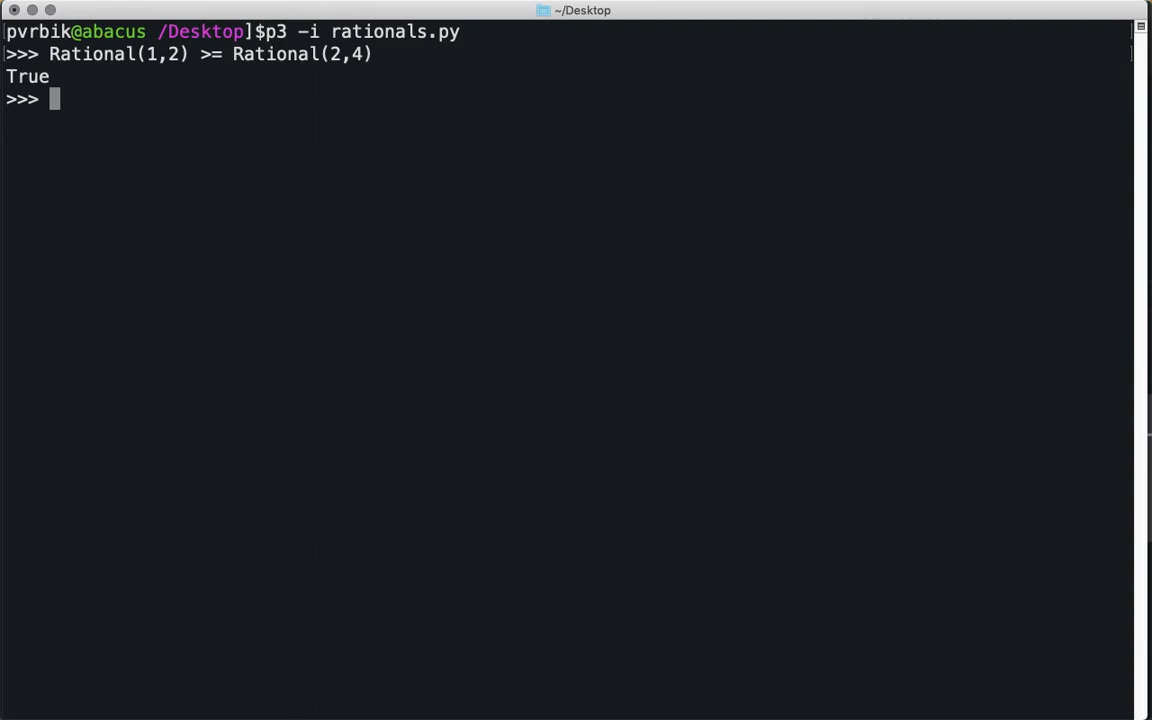 ~/Desktop
[pvrbik@abacus /Desktop]$p3 -i rationals.py
>>> Rational(1,2) >= Rational(2,4)
True
>>>